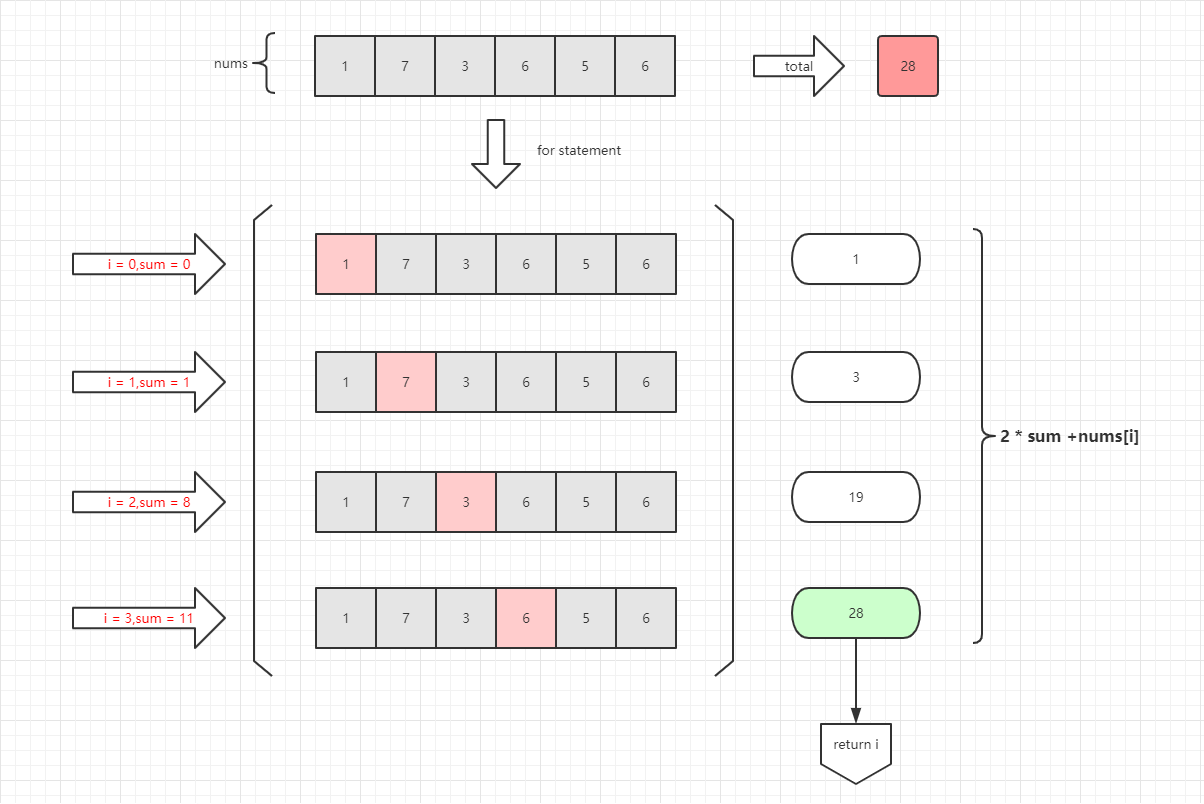 nums
1 7 3 6 5 6
total
28
for statement
i = 0,sum = 0
1 7 3 6 5 6
1
i = 1,sum = 1
1 7 3 6 5 6
3
2 * sum +nums[i]
i = 2,sum = 8
1 7 3 6 5 6
19
i = 3,sum = 11
1 7 3 6 5 6
28
return i